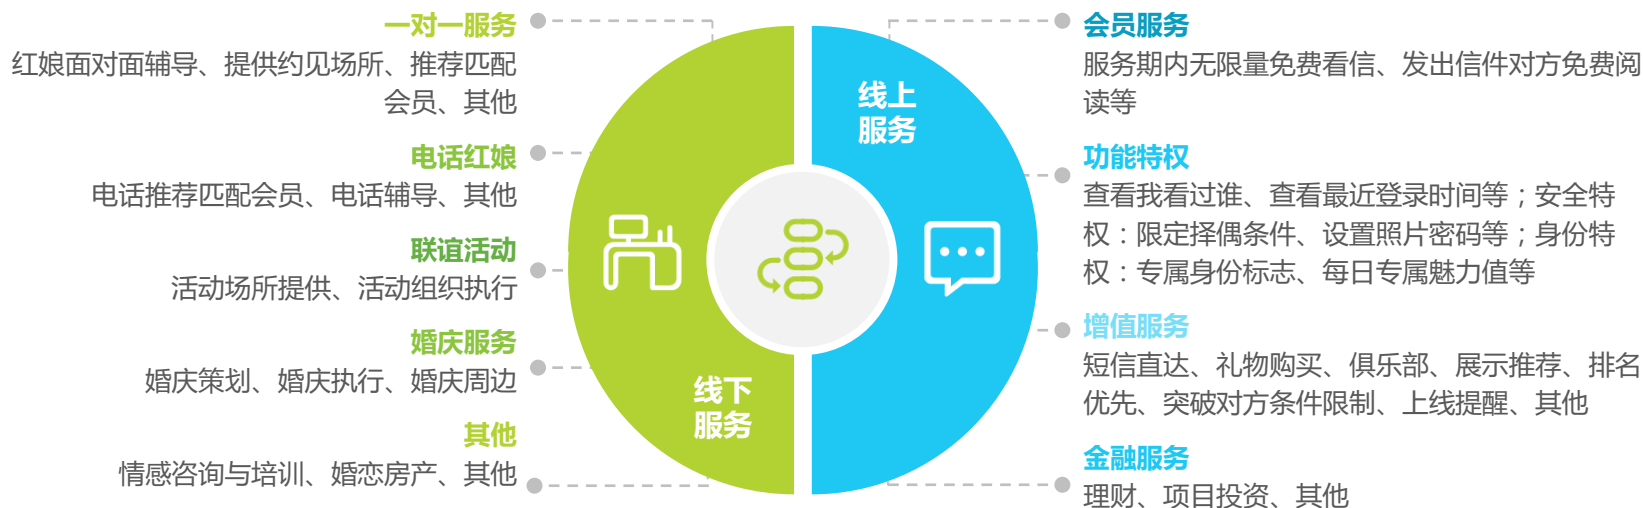 一对一服务
红娘面对面辅导、提供约见场所、推荐匹配
会员、其他
电话红娘
电话推荐匹配会员、电话辅导、其他
联谊活动
活动场所提供、活动组织执行
婚庆服务
婚庆策划、婚庆执行、婚庆周边
其他
情感咨询与培训、婚恋房产、其他
线下
服务
线上
服务
会员服务
服务期内无限量免费看信、发出信件对方免费阅
读等
功能特权
查看我看过谁、查看最近登录时间等；安全特
权：限定择偶条件、设置照片密码等；身份特
权：专属身份标志、每日专属魅力值等
增值服务
短信直达、礼物购买、俱乐部、展示推荐、排名
优先、突破对方条件限制、上线提醒、其他
金融服务
理财、项目投资、其他